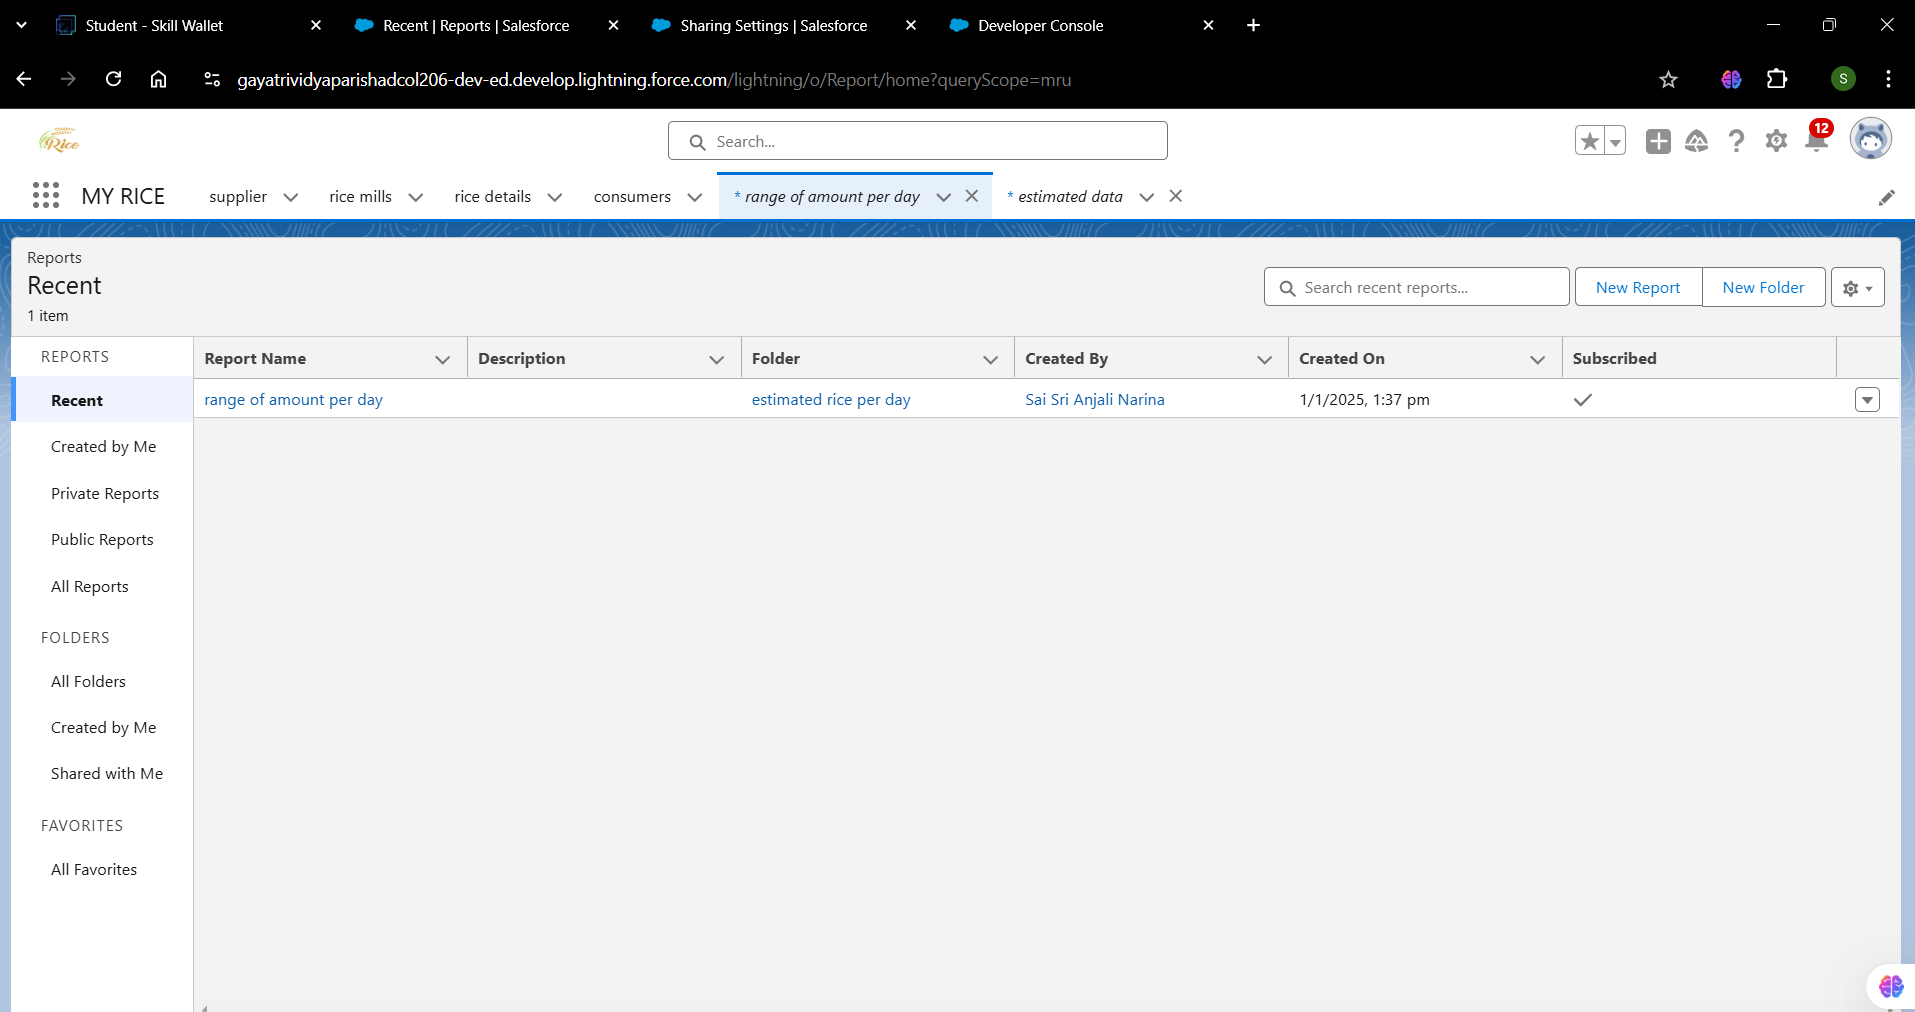 Student - Skill Wallet
Recent | Reports | Salesforce
Sharing Settings | Salesforce
Developer Console
gayatrividyaparishadcol206-dev-ed.develop.lightning.force.com/lightning/o/Report/home?queryScope=mru
S
Rice
Search...
12
MY RICE
supplier
rice mills
rice details
consumers
* range of amount per day
* estimated data
Reports
Recent
1 item
Search recent reports...
New Report
New Folder
REPORTS
Report Name
Description
Folder
Created By
Created On
Subscribed
Recent
range of amount per day
estimated rice per day
Sai Sri Anjali Narina
1/1/2025, 1:37 pm
Created by Me
Private Reports
Public Reports
All Reports
FOLDERS
All Folders
Created by Me
Shared with Me
FAVORITES
All Favorites